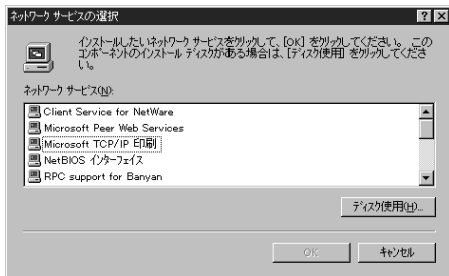 ネットワーク サービスの選択
インストールしたいネットワーク サービスをクリックして、[OK] をクリックしてください。 この
コンポーネントのインストール ディスクがある場合は、[ディスク使用] をクリックしてくださ
い。
ネットワーク サービス(N):
Client Service for NetWare
Microsoft Peer Web Services
Microsoft TCP/IP 印刷
NetBIOS インターフェイス
RPC support for Banyan
ディスク使用(H)...
OK
キャンセル